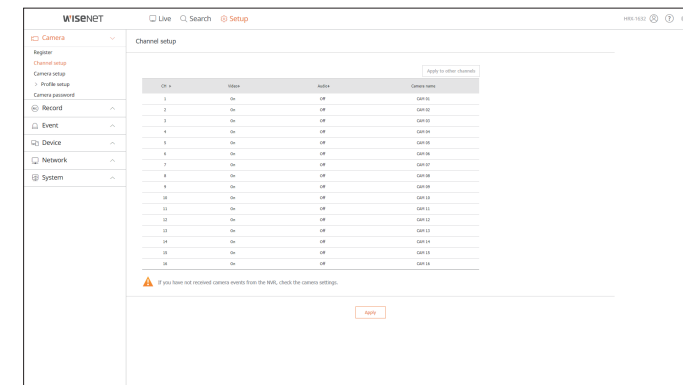 WISENET
Live Search Setup
HRX-1632
Camera
Register
Channel setup
Camera setup
> Profile setup
Camera password
Record
Event
Device
Network
System
Channel setup
Apply to other channels
CH Video Audio Camera name
1 On Off CAM 01
2 On Off CAM 02
3 On Off CAM 03
4 On Off CAM 04
5 On Off CAM 05
6 On Off CAM 06
7 On Off CAM 07
8 On Off CAM 08
9 On Off CAM 09
10 On Off CAM 10
11 On Off CAM 11
12 On Off CAM 12
13 On Off CAM 13
14 On Off CAM 14
15 On Off CAM 15
16 On Off CAM 16
If you have not received camera events from the NVR, check the camera settings.
Apply